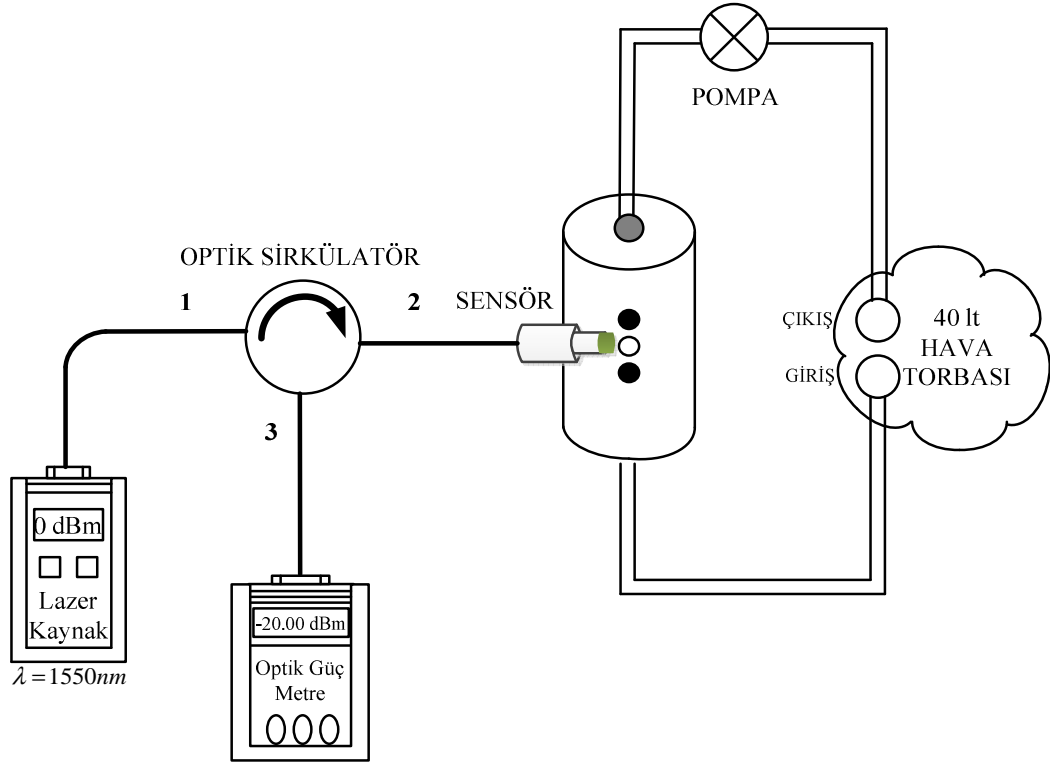 POMPA
OPTİK SİRKÜLATÖR
1
2
SENSÖR
3
ÇIKIŞ
GİRİŞ
40 lt
HAVA
TORBASI
0 dBm
Lazer
Kaynak
λ = 1550nm
-20.00 dBm
Optik Güç
Metre